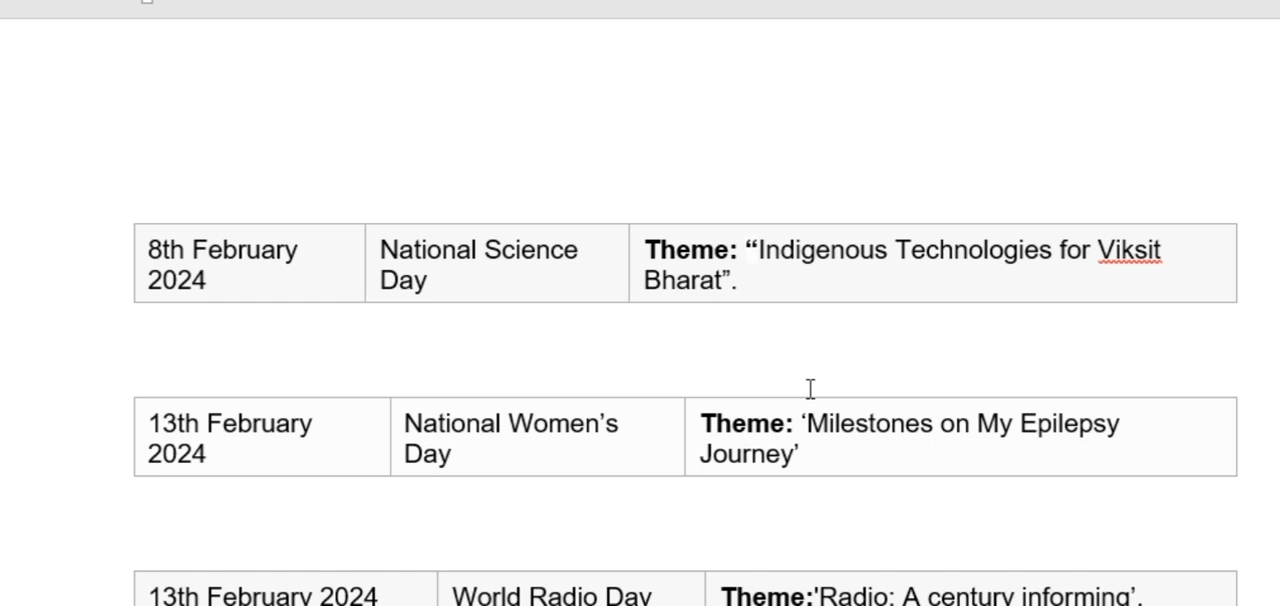 8th February
2024
National Science
Day
Theme: “Indigenous Technologies for Viksit
Bharat”.
13th February
2024
National Women’s
Day
Theme: ‘Milestones on My Epilepsy
Journey’
13th February 2024
World Radio Day
Theme:'Radio: A century informing’.